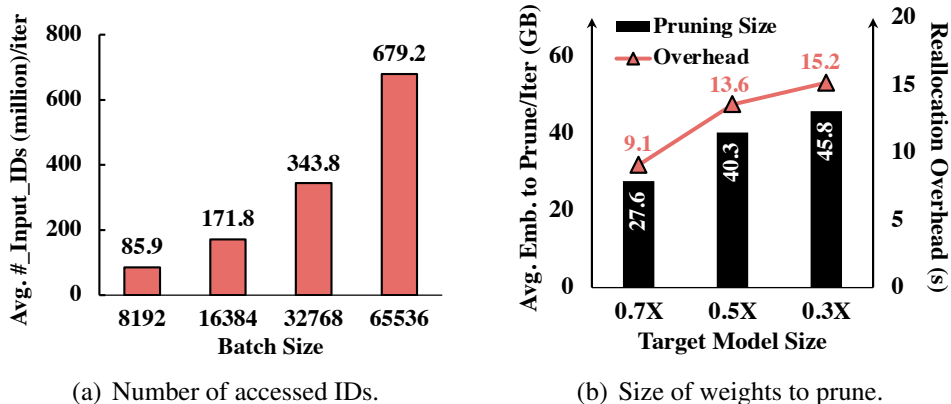 Avg. #_Input_IDs (million)/iter
800
600
400
200
0
85.9
171.8
343.8
679.2
8192 16384 32768 65536
Batch Size
(a) Number of accessed IDs.
Avg. Emb. to Prune/Iter (GB)
60
40
20
0
Pruning Size
Overhead
9.1
13.6
15.2
27.6
40.3
45.8
0.7X 0.5X 0.3X
Target Model Size
20
15
10
5
0
Reallocation
Overhead (s)
(b) Size of weights to prune.